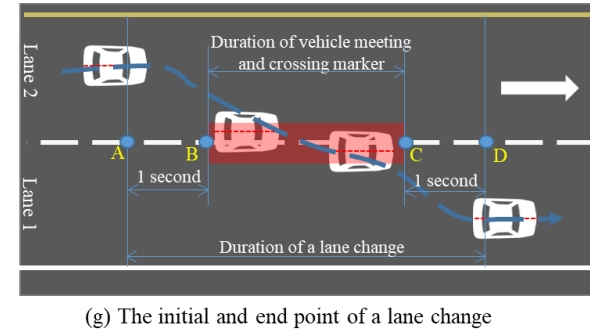 Duration of vehicle meeting
and crossing marker
Lane 2
A
B
C
D
1 second
1 second
Lane 1
Duration of a lane change
(g) The initial and end point of a lane change